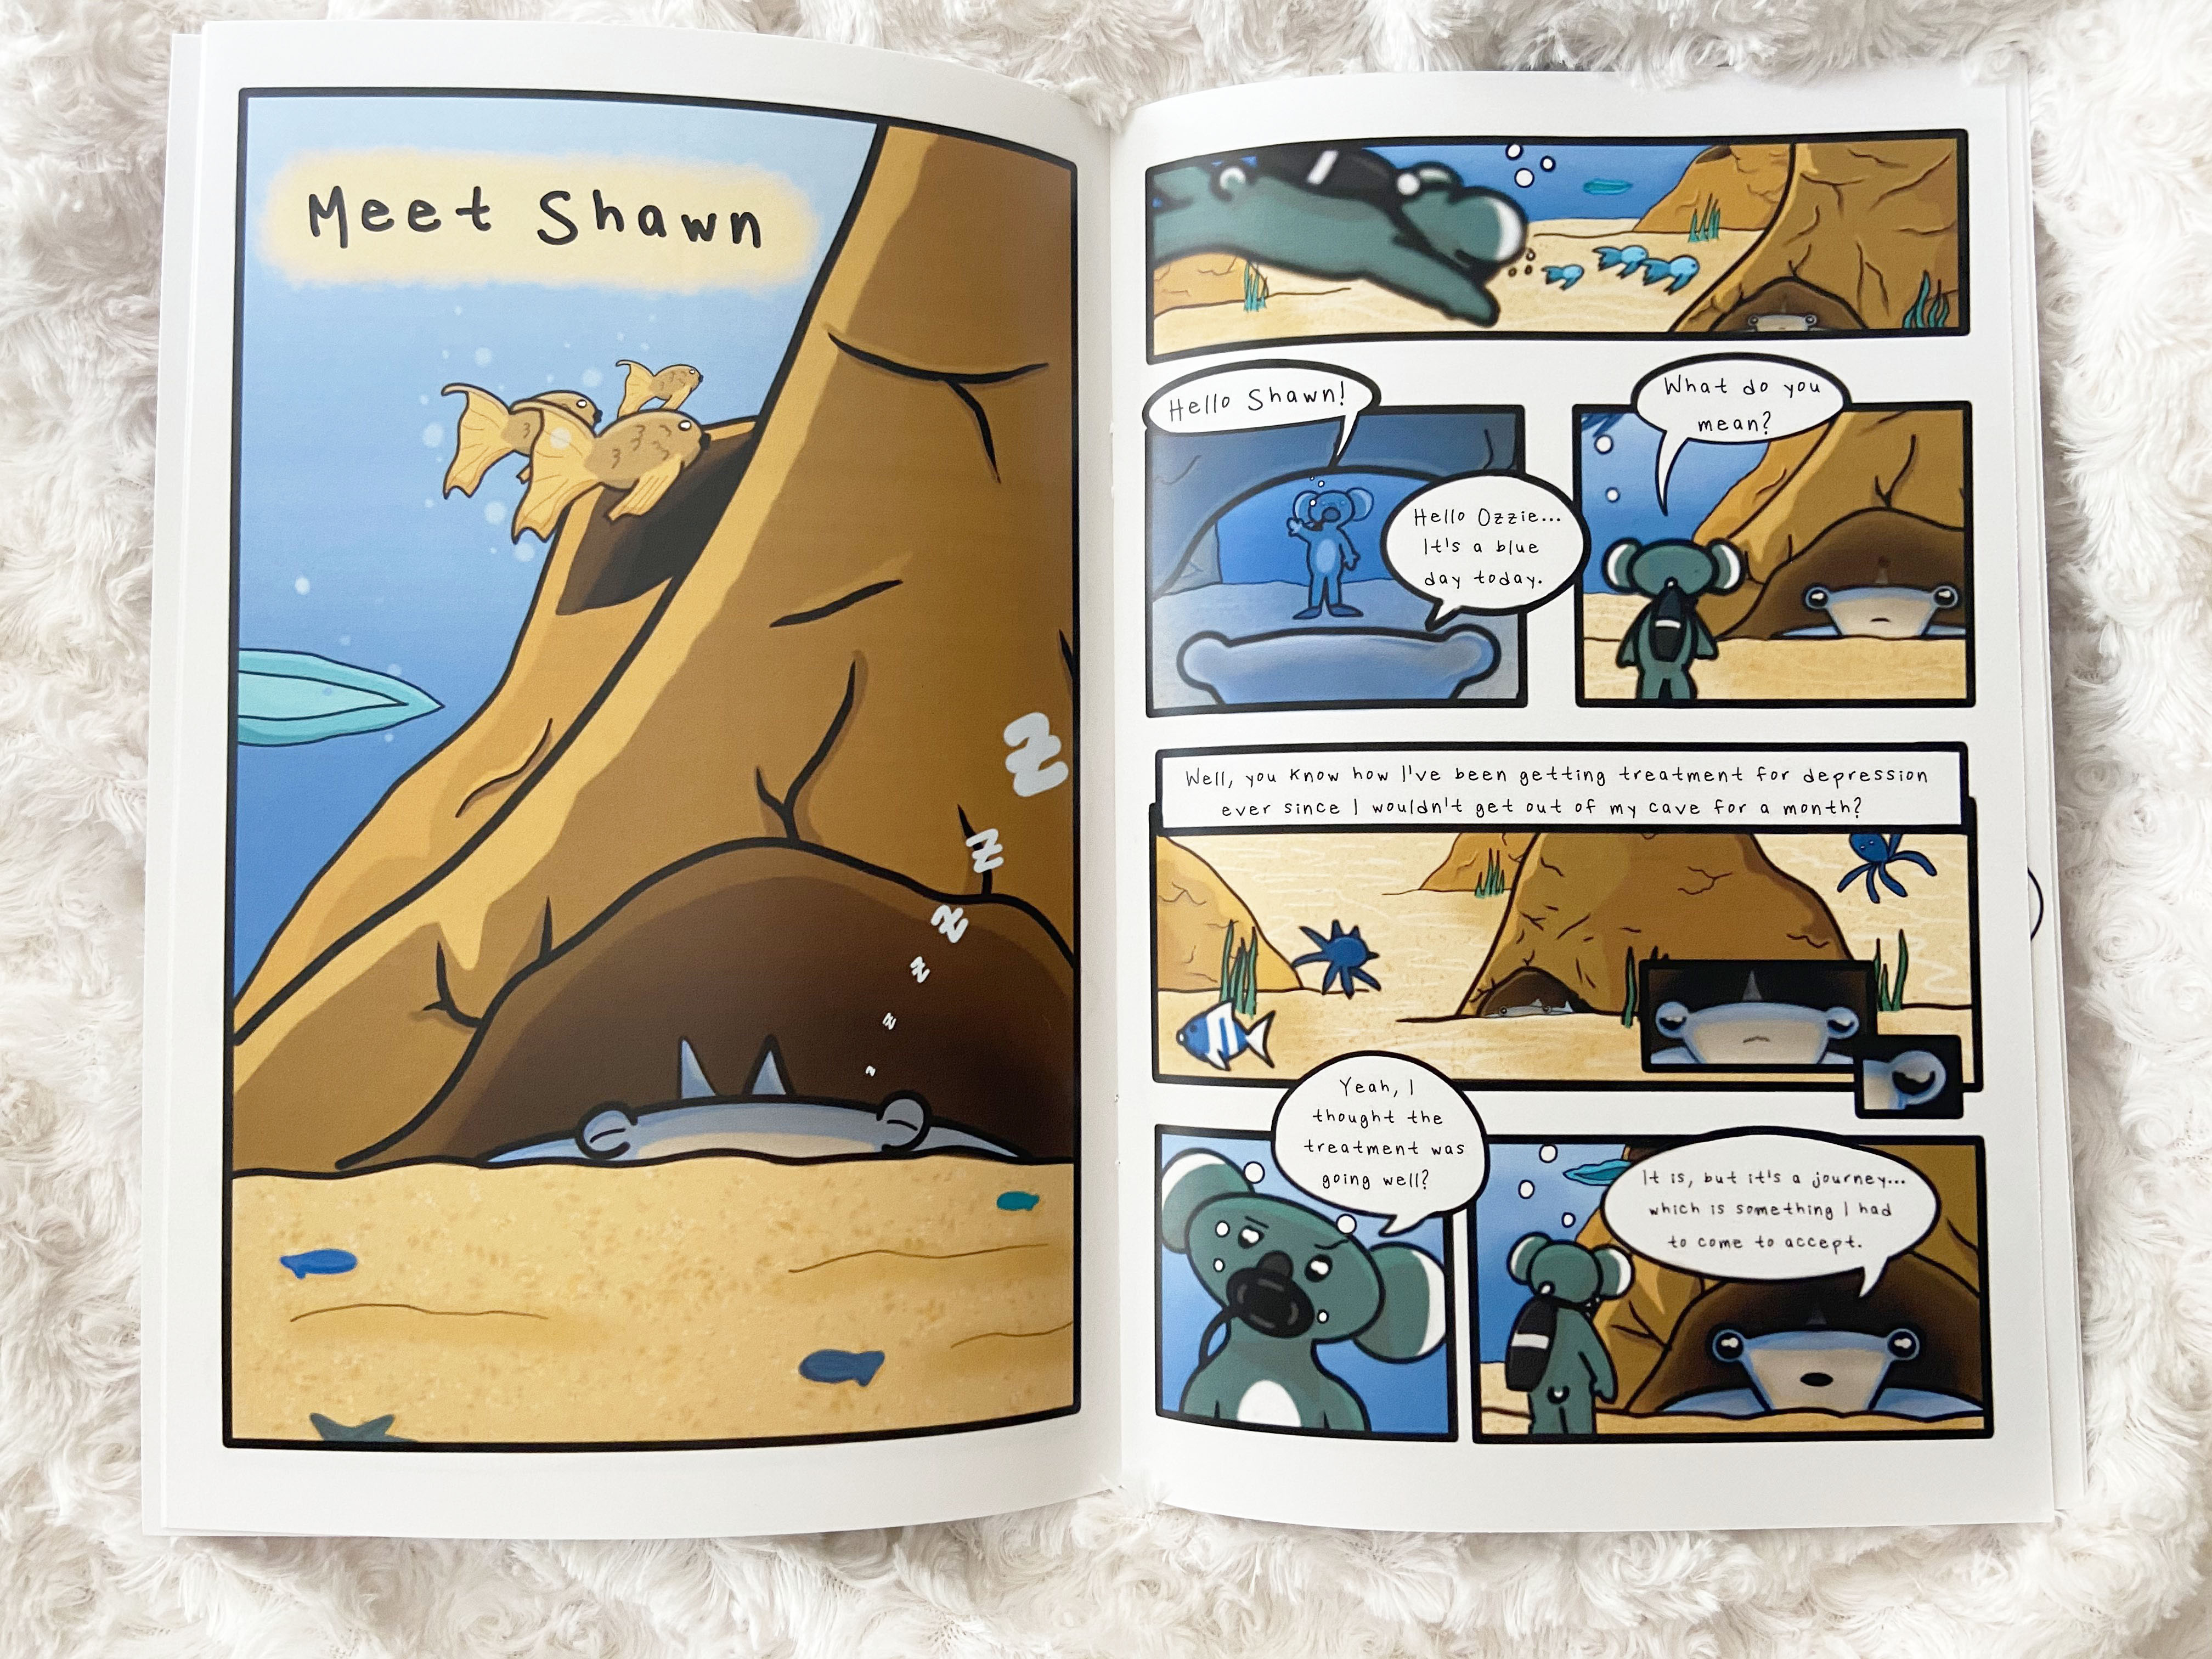 Meet Shawn
z
z
z
z
z
z
Hello Shawn!
Hello Ozzie...
It's a blue
day today.
What do you
mean?
Well, you know how I've been getting treatment for depression
ever since I wouldn't get out of my cave for a month?
Yeah, I
thought the
treatment was
going well?
It is, but it's a journey...
which is something I had
to come to accept.